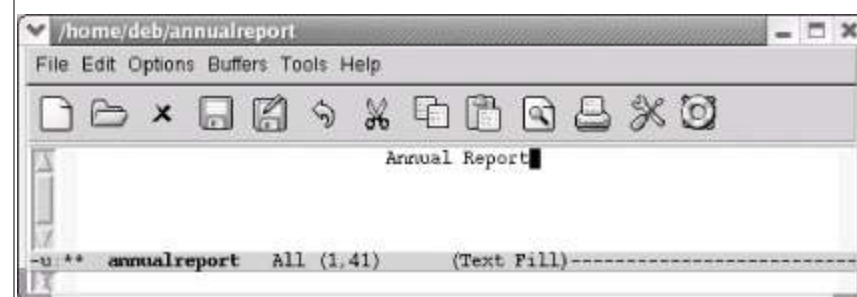 /home/deb/annualreport
File Edit Options Buffers Tools Help
Annual Report
-u:** annualreport All (1,41) (Text Fill)--------------------------